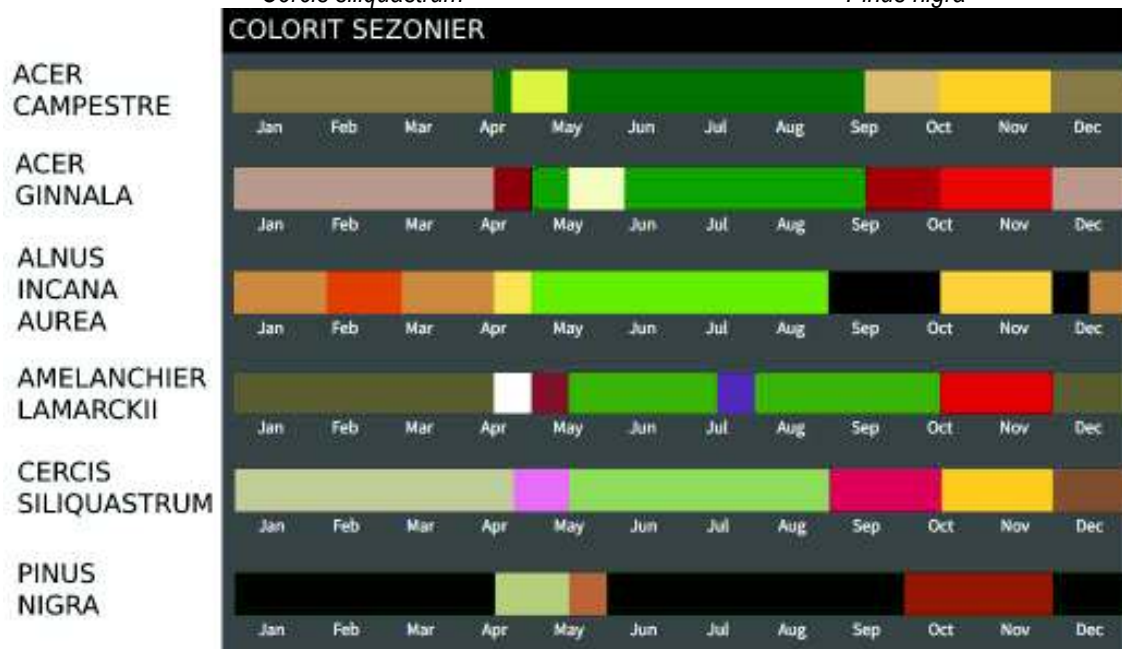 Cercis siliquastrum Pinus nigra
COLORIT SEZONIER
ACER
CAMPESTRE
Jan Feb Mar Apr May Jun Jul Aug Sep Oct Nov Dec
ACER
GINNALA
Jan Feb Mar Apr May Jun Jul Aug Sep Oct Nov Dec
ALNUS
INCANA
AUREA
Jan Feb Mar Apr May Jun Jul Aug Sep Oct Nov Dec
AMELANCHIER
LAMARCKII
Jan Feb Mar Apr May Jun Jul Aug Sep Oct Nov Dec
CERCIS
SILIQUASTRUM
Jan Feb Mar Apr May Jun Jul Aug Sep Oct Nov Dec
PINUS
NIGRA
Jan Feb Mar Apr May Jun Jul Aug Sep Oct Nov Dec